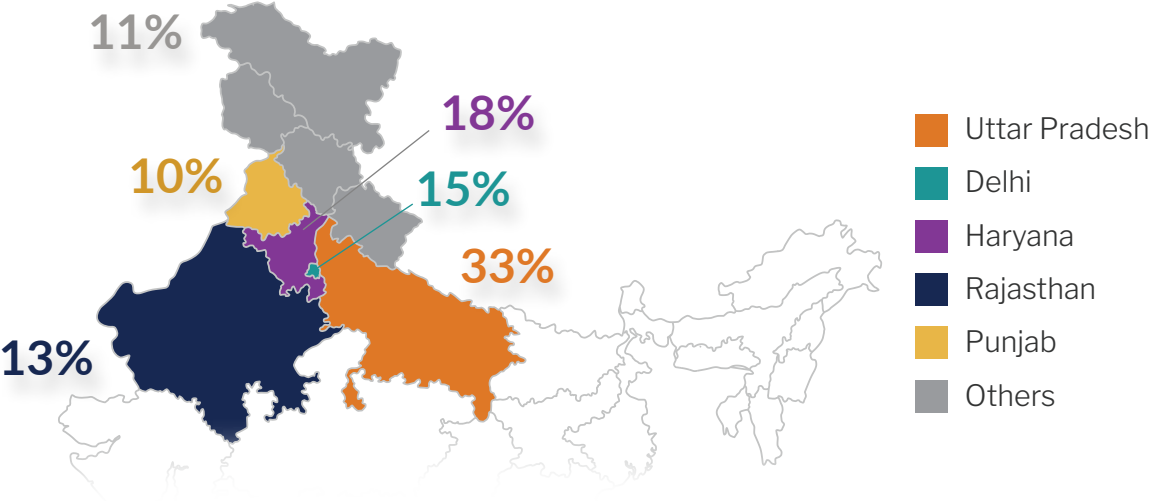 11%
18%
10%
15%
33%
13%
Uttar Pradesh
Delhi
Haryana
Rajasthan
Punjab
Others